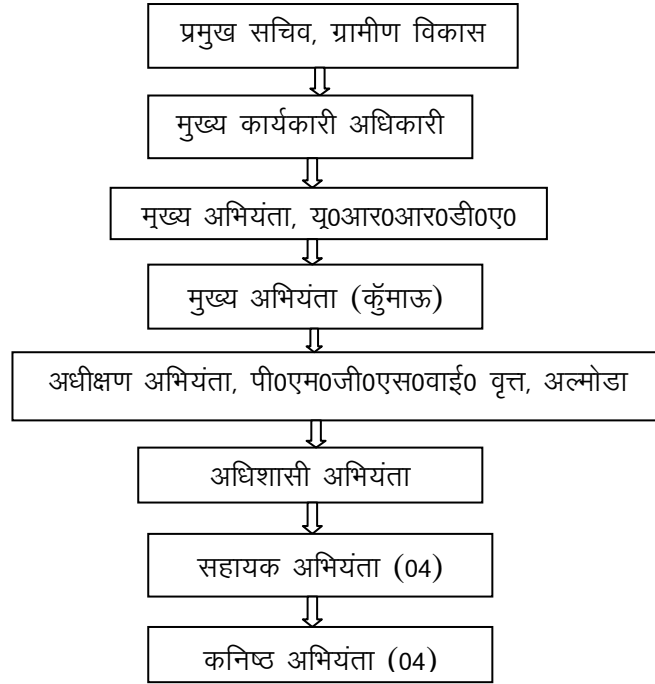 प्रमुख सचिव, ग्रामीण विकास
मुख्य कार्यकारी अधिकारी
मुख्य अभियंता, यू0आर0आर0डी0ए0
मुख्य अभियंता (कुॅमाऊ)
अधीक्षण अभियंता, पी0एम0जी0एस0वाई0 वृत्त, अल्मोडा
अधिशासी अभियंता
सहायक अभियंता (04)
कनिष्ठ अभियंता (04)